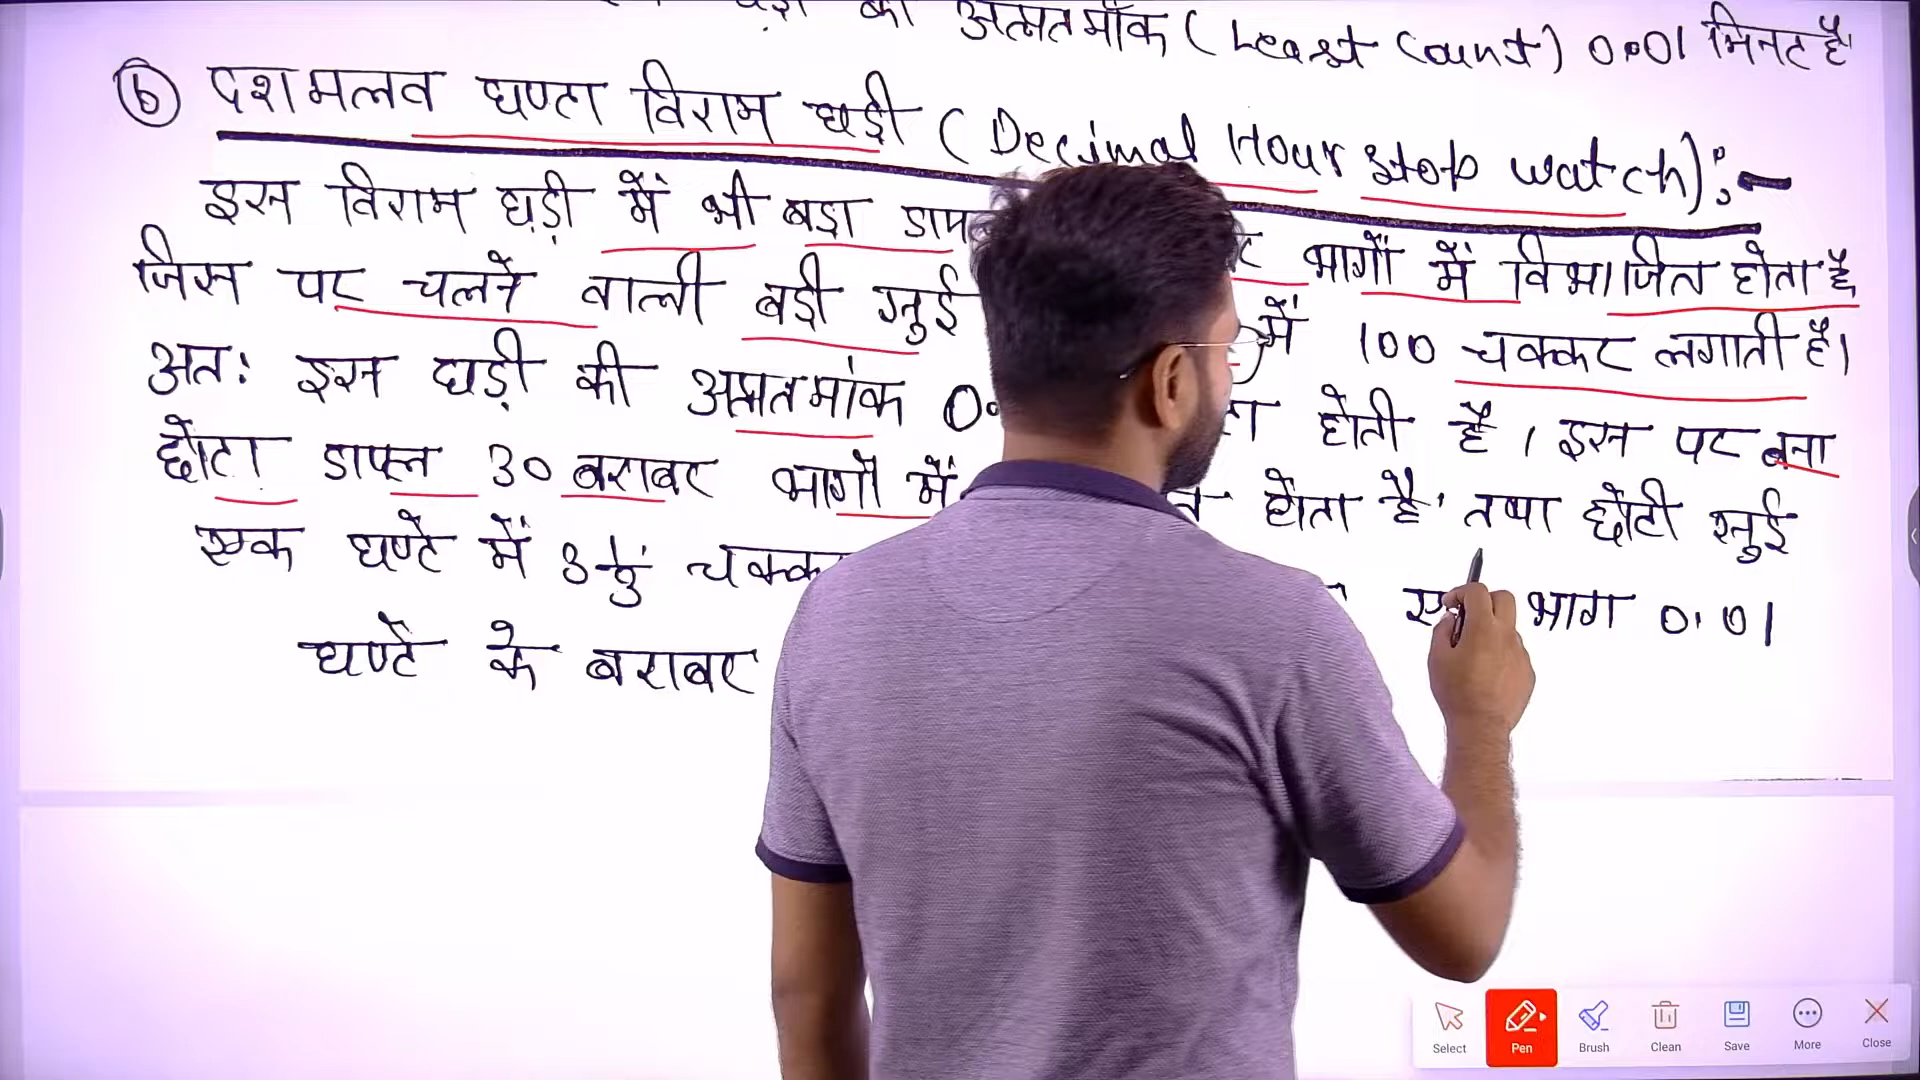 का अल्पतमाँक (Least Count) 0.01 मिनट है।
(b) दशमलव घण्टा विराम घड़ी (Decimal Hour stop watch):-
इस विराम घड़ी में भी बड़ा डायल भागों में विभाजित होता है
जिस पर चलने वाली बड़ी सुई में 100 चक्कर लगाती है।
अतः इस घड़ी की अल्पतमांक 0. होती है। इस पर बना
छोटा डायल 30 बराबर भागों में होता है तथा छोटी सुई
एक घण्टे में 3 1/3 चक्कर भाग 0.01
घण्टे के बराबर
Select Pen Brush Clean Save More Close